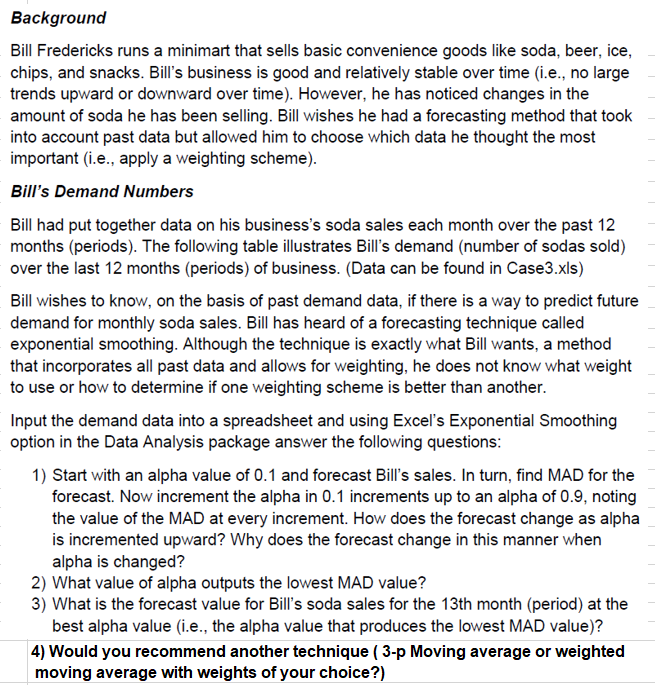 Background
Bill Fredericks runs a minimart that sells basic convenience goods like soda, beer, ice,
chips, and snacks. Bill's business is good and relatively stable over time (i.e., no large
trends upward or downward over time). However, he has noticed changes in the
amount of soda he has been selling. Bill wishes he had a forecasting method that took
into account past data but allowed him to choose which data he thought the most
important (i.e., apply a weighting scheme).
Bill's Demand Numbers
Bill had put together data on his business's soda sales each month over the past 12
months (periods). The following table illustrates Bill's demand (number of sodas sold)
over the last 12 months (periods) of business. (Data can be found in Case3.xls)
Bill wishes to know, on the basis of past demand data, if there is a way to predict future
demand for monthly soda sales. Bill has heard of a forecasting technique called
exponential smoothing. Although the technique is exactly what Bill wants, a method
that incorporates all past data and allows for weighting, he does not know what weight
to use or how to determine if one weighting scheme is better than another.
Input the demand data into a spreadsheet and using Excel's Exponential Smoothing
option in the Data Analysis package answer the following questions:
1) Start with an alpha value of 0.1 and forecast Bill's sales. In turn, find MAD for the
forecast. Now increment the alpha in 0.1 increments up to an alpha of 0.9, noting
the value of the MAD at every increment. How does the forecast change as alpha
is incremented upward? Why does the forecast change in this manner when
alpha is changed?
2) What value of alpha outputs the lowest MAD value?
3) What is the forecast value for Bill's soda sales for the 13th month (period) at the
best alpha value (i.e., the alpha value that produces the lowest MAD value)?
4) Would you recommend another technique ( 3-p Moving average or weighted
moving average with weights of your choice?)